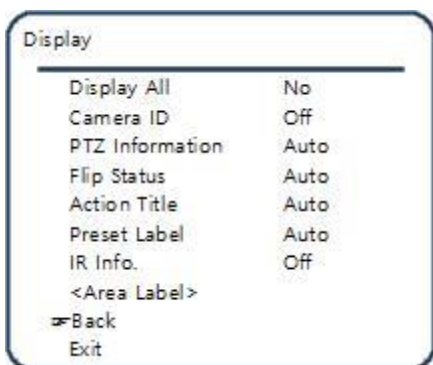 Display
Display All No
Camera ID Off
PTZ Information Auto
Flip Status Auto
Action Title Auto
Preset Label Auto
IR Info. Off
<Area Label>
☞Back
Exit